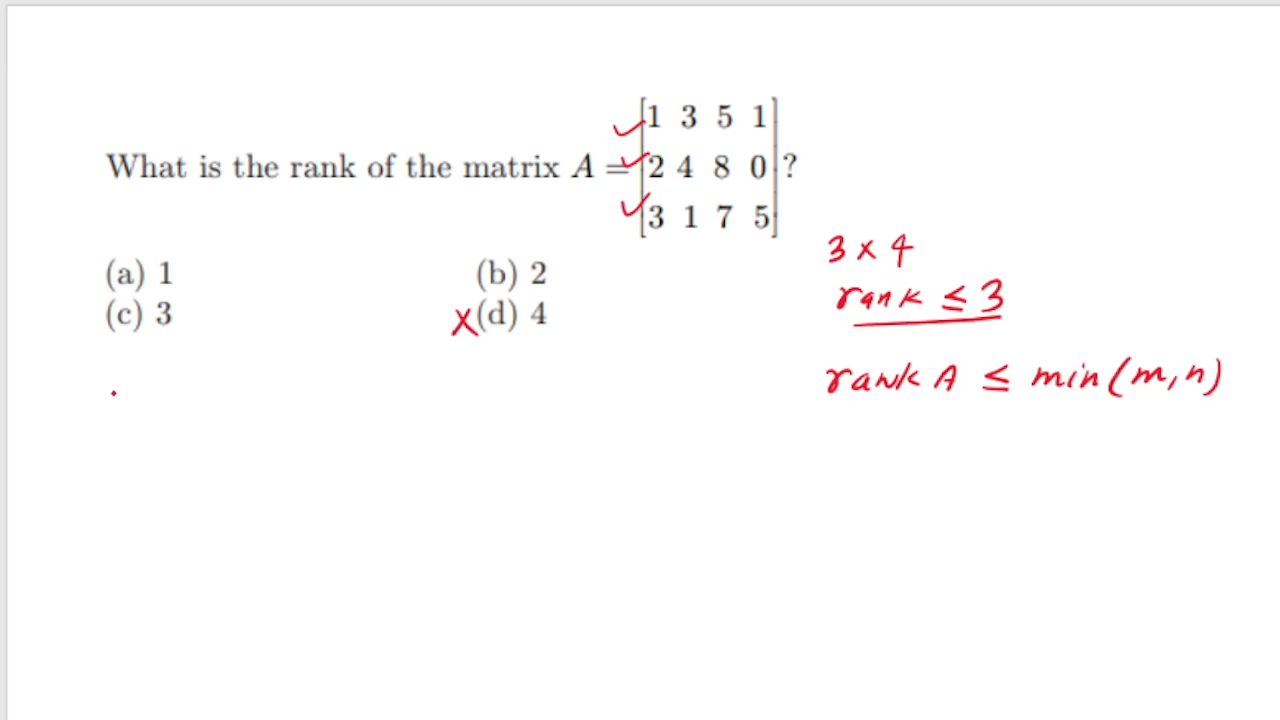 What is the rank of the matrix A = [1 3 5 1
2 4 8 0
3 1 7 5] ?
(a) 1 (b) 2
(c) 3 x(d) 4
3 x 4
rank ≤ 3
rank A ≤ min(m,n)